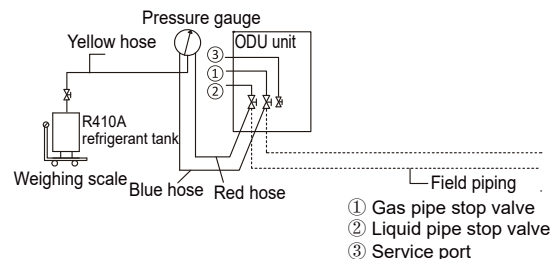 Pressure gauge
Yellow hose
ODU unit
③
①
②
R410A
refrigerant tank
Weighing scale
Blue hose
Red hose
Field piping
① Gas pipe stop valve
② Liquid pipe stop valve
③ Service port